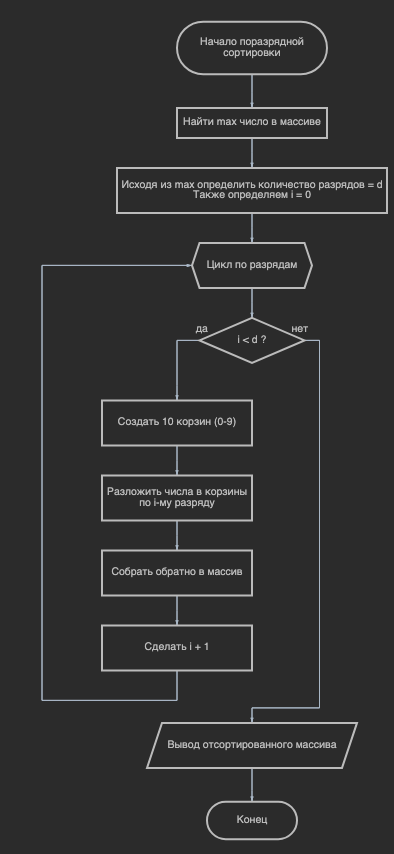 Начало поразрядной
сортировки
Найти max число в массиве
Исходя из max определить количество разрядов = d
Также определяем i = 0
Цикл по разрядам
да
нет
i < d ?
Создать 10 корзин (0-9)
Разложить числа в корзины
по i-му разряду
Собрать обратно в массив
Сделать i + 1
Вывод отсортированного массива
Конец